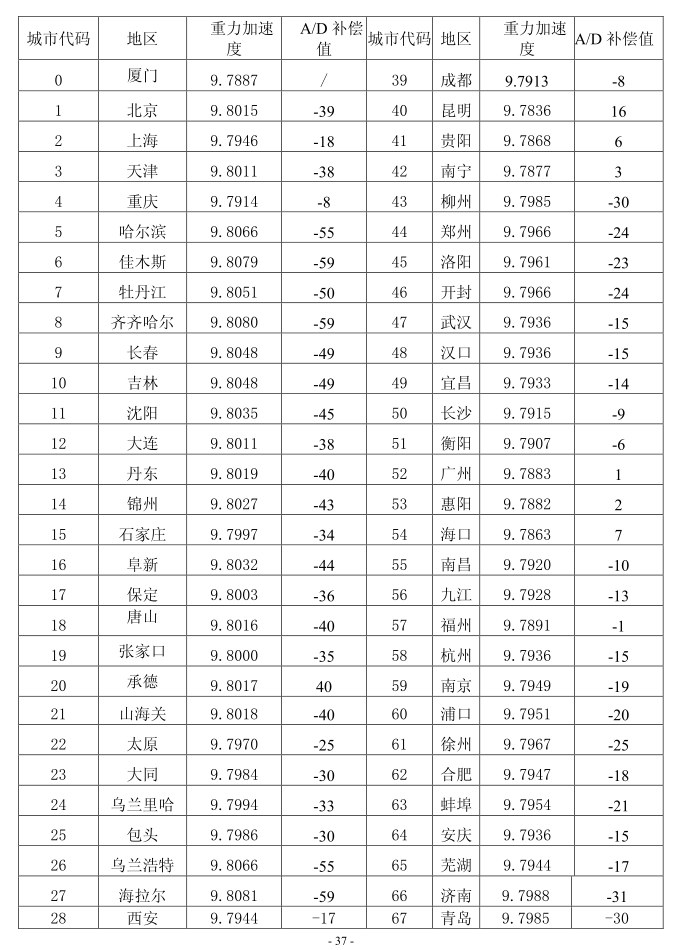 城市代码 地区 重力加速度 A/D 补偿值 城市代码 地区 重力加速度 A/D 补偿值
0 厦门 9.7887 / 39 成都 9.7913 -8
1 北京 9.8015 -39 40 昆明 9.7836 16
2 上海 9.7946 -18 41 贵阳 9.7868 6
3 天津 9.8011 -38 42 南宁 9.7877 3
4 重庆 9.7914 -8 43 柳州 9.7985 -30
5 哈尔滨 9.8066 -55 44 郑州 9.7966 -24
6 佳木斯 9.8079 -59 45 洛阳 9.7961 -23
7 牡丹江 9.8051 -50 46 开封 9.7966 -24
8 齐齐哈尔 9.8080 -59 47 武汉 9.7936 -15
9 长春 9.8048 -49 48 汉口 9.7936 -15
10 吉林 9.8048 -49 49 宜昌 9.7933 -14
11 沈阳 9.8035 -45 50 长沙 9.7915 -9
12 大连 9.8011 -38 51 衡阳 9.7907 -6
13 丹东 9.8019 -40 52 广州 9.7883 1
14 锦州 9.8027 -43 53 惠阳 9.7882 2
15 石家庄 9.7997 -34 54 海口 9.7863 7
16 阜新 9.8032 -44 55 南昌 9.7920 -10
17 保定 9.8003 -36 56 九江 9.7928 -13
18 唐山 9.8016 -40 57 福州 9.7891 -1
19 张家口 9.8000 -35 58 杭州 9.7936 -15
20 承德 9.8017 40 59 南京 9.7949 -19
21 山海关 9.8018 -40 60 浦口 9.7951 -20
22 太原 9.7970 -25 61 徐州 9.7967 -25
23 大同 9.7984 -30 62 合肥 9.7947 -18
24 乌兰里哈 9.7994 -33 63 蚌埠 9.7954 -21
25 包头 9.7986 -30 64 安庆 9.7936 -15
26 乌兰浩特 9.8066 -55 65 芜湖 9.7944 -17
27 海拉尔 9.8081 -59 66 济南 9.7988 -31
28 西安 9.7944 -17 67 青岛 9.7985 -30
- 37 -